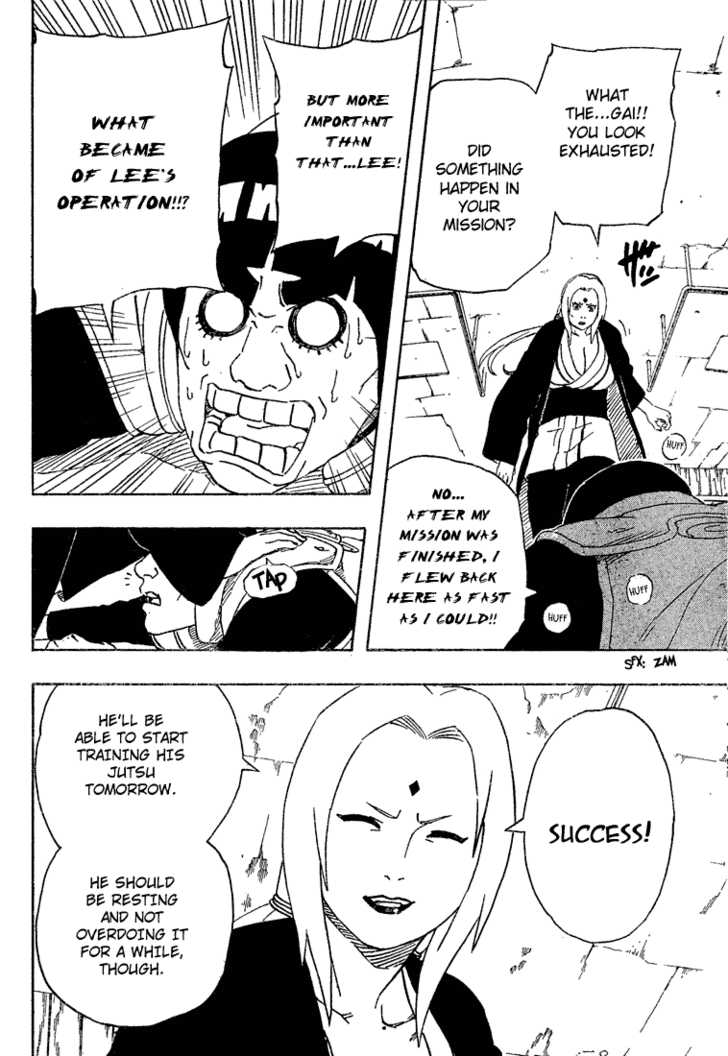 WHAT
THE...GAI!!
YOU LOOK
EXHAUSTED!
DID
SOMETHING
HAPPEN IN
YOUR
MISSION?
HUFF
NO...
AFTER MY
MISSION WAS
FINISHED, I
FLEW BACK
HERE AS FAST
AS I COULD!!
HUFF
HUFF
SFX: ZAM
BUT MORE
IMPORTANT
THAN
THAT...LEE!
WHAT
BECAME
OF LEE'S
OPERATION!!?
TAP
SUCCESS!
HE'LL BE
ABLE TO START
TRAINING HIS
JUTSU
TOMORROW.
HE SHOULD
BE RESTING
AND NOT
OVERDOING IT
FOR A WHILE,
THOUGH.